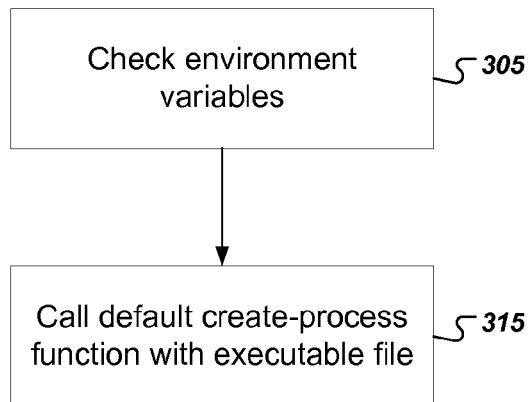 Check environment
variables
305
Call default create-process
function with executable file
315